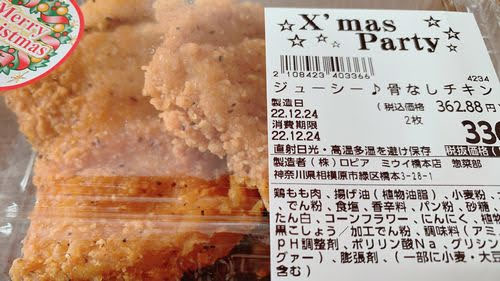 Merry
Christmas
X'mas
Party
2 108423 403366
4234
ジューシー♪骨なしチキン
製造日
(税込価格 362.88円
22.12.24
2枚
消費期限
22.12.24
税抜価格
直射日光・高温多湿を避け保存
製造者(株)ロピア ミウイ橋本店 惣菜部
神奈川県相模原市緑区橋本3-28-1
鶏もも肉、揚げ油(植物油脂)、小麦粉、
、でん粉、食塩、香辛料、パン粉、砂糖、
たん白、コーンフラワー、にんにく、植
黒こしょう/加工でん粉、調味料(アミ
pH調整剤、ポリリン酸Na、グリシン
グァー)、膨張剤、(一部に小麦・大豆
含む)